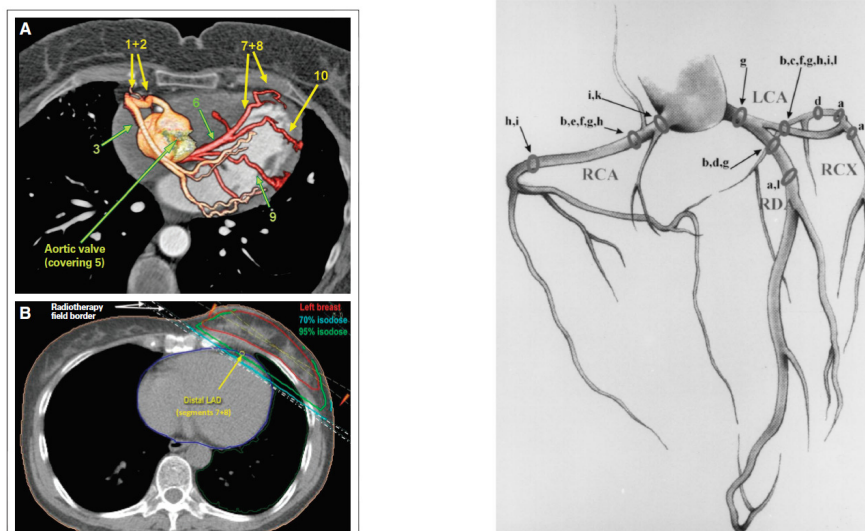 A
1+2
7+8
10
6
3
9
Aortic valve
(covering 5)
B
Radiotherapy
field border
Left breast
70% isodose
95% isodose
Distal LAD
(segments 7+8)
g
b,c,f,g,h,i,l
LCA
i,k
d
a
b,e,f,g,h
a
h,i
b,d,g
RCA
RCX
a,l
RDA